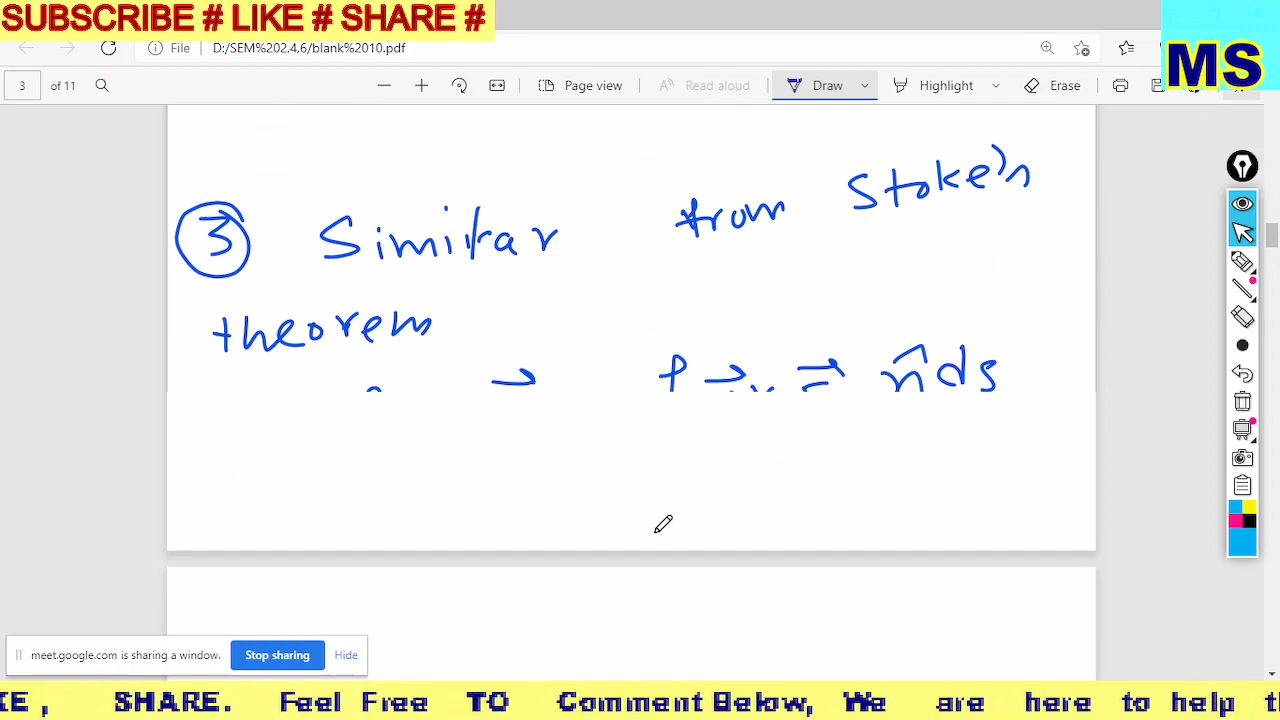 SUBSCRIBE # LIKE # SHARE #
MS
File D:/SEM%202,4,6/blank%2010.pdf
3 of 11 Page view Read aloud Draw Highlight Erase
③ Similar from Stoke's
theorem
n̂ ds
meet.google.com is sharing a window. Stop sharing Hide
SHARE. Feel Free TO Comment Below, We are here to help